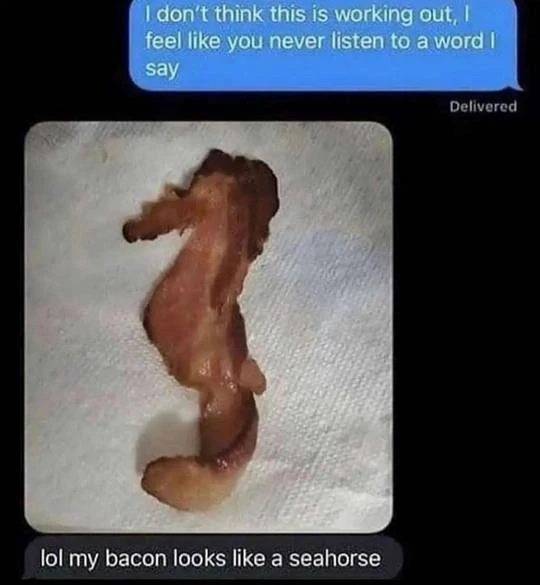 I don't think this is working out, I
feel like you never listen to a word I
say
Delivered
lol my bacon looks like a seahorse